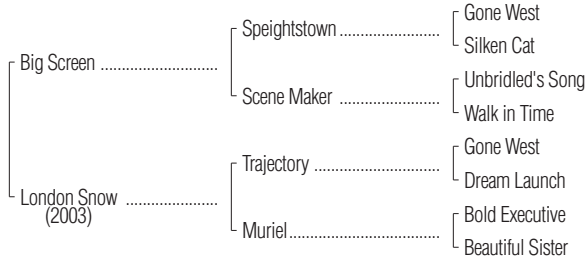 Gone West
Speightstown
Silken Cat
Big Screen
Unbridled's Song
Scene Maker
Walk in Time
Gone West
Trajectory
Dream Launch
London Snow
(2003)
Bold Executive
Muriel
Beautiful Sister